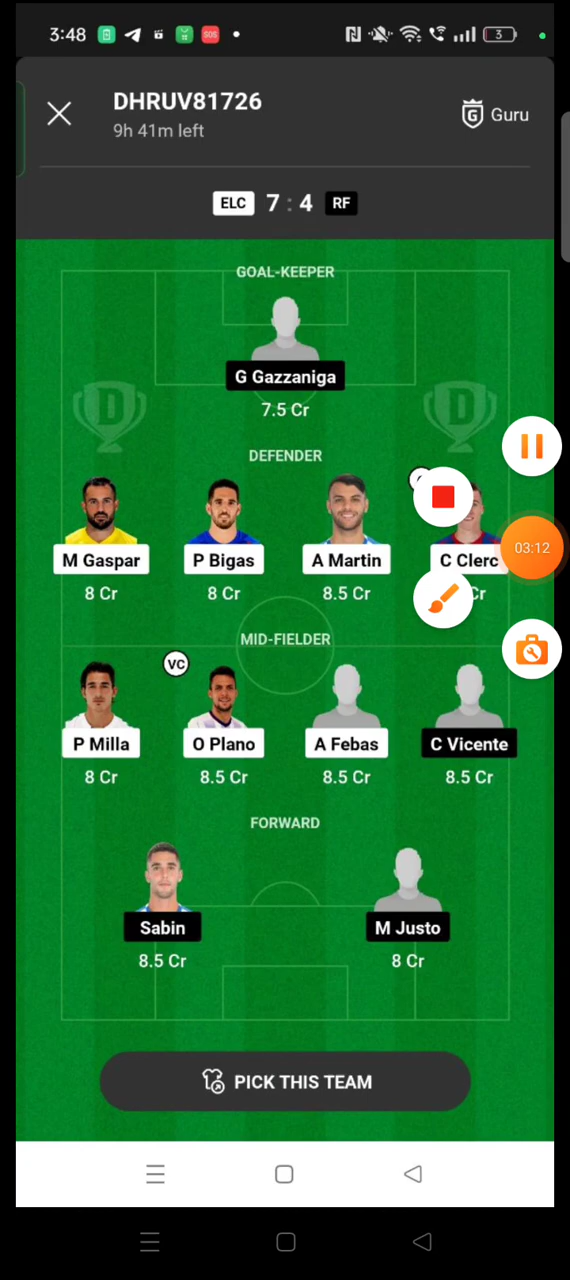 3:48
SOS
3
DHRUV81726
9h 41m left
G Guru
ELC 7 : 4 RF
GOAL-KEEPER
G Gazzaniga
7.5 Cr
D D
DEFENDER
M Gaspar P Bigas A Martin C Clerc
8 Cr 8 Cr 8.5 Cr Cr
03:12
MID-FIELDER
VC
P Milla O Plano A Febas C Vicente
8 Cr 8.5 Cr 8.5 Cr 8.5 Cr
FORWARD
Sabin M Justo
8.5 Cr 8 Cr
PICK THIS TEAM